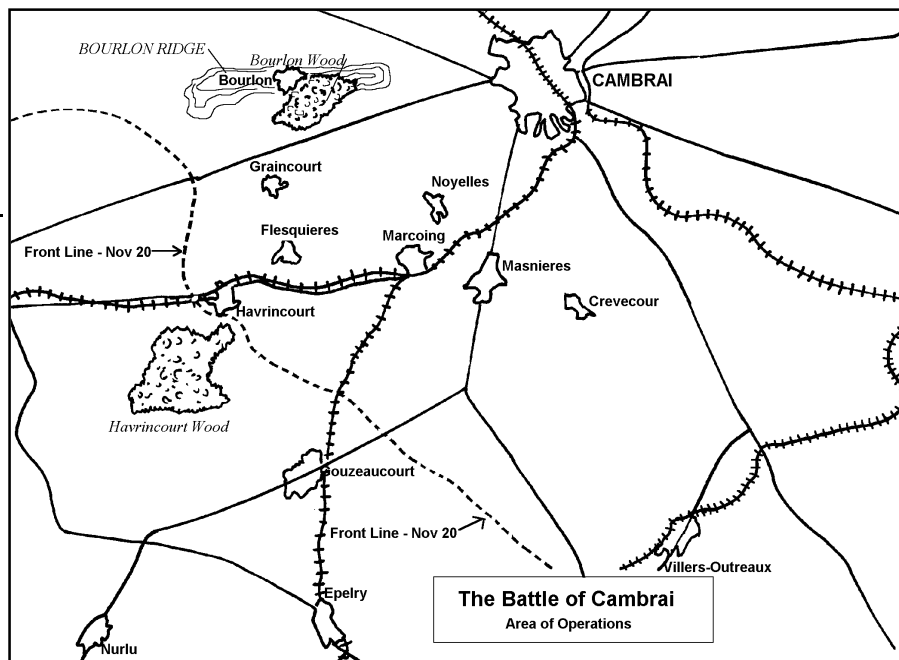 BOURLON RIDGE
Bourlon Wood
Bourlon
CAMBRAI
Graincourt
Noyelles
Flesquieres
Marcoing
Front Line - Nov 20
Masnieres
Havrincourt
Crevecour
Havrincourt Wood
Gouzeaucourt
Front Line - Nov 20
Villers-Outreaux
Epelry
The Battle of Cambrai
Area of Operations
Nurlu